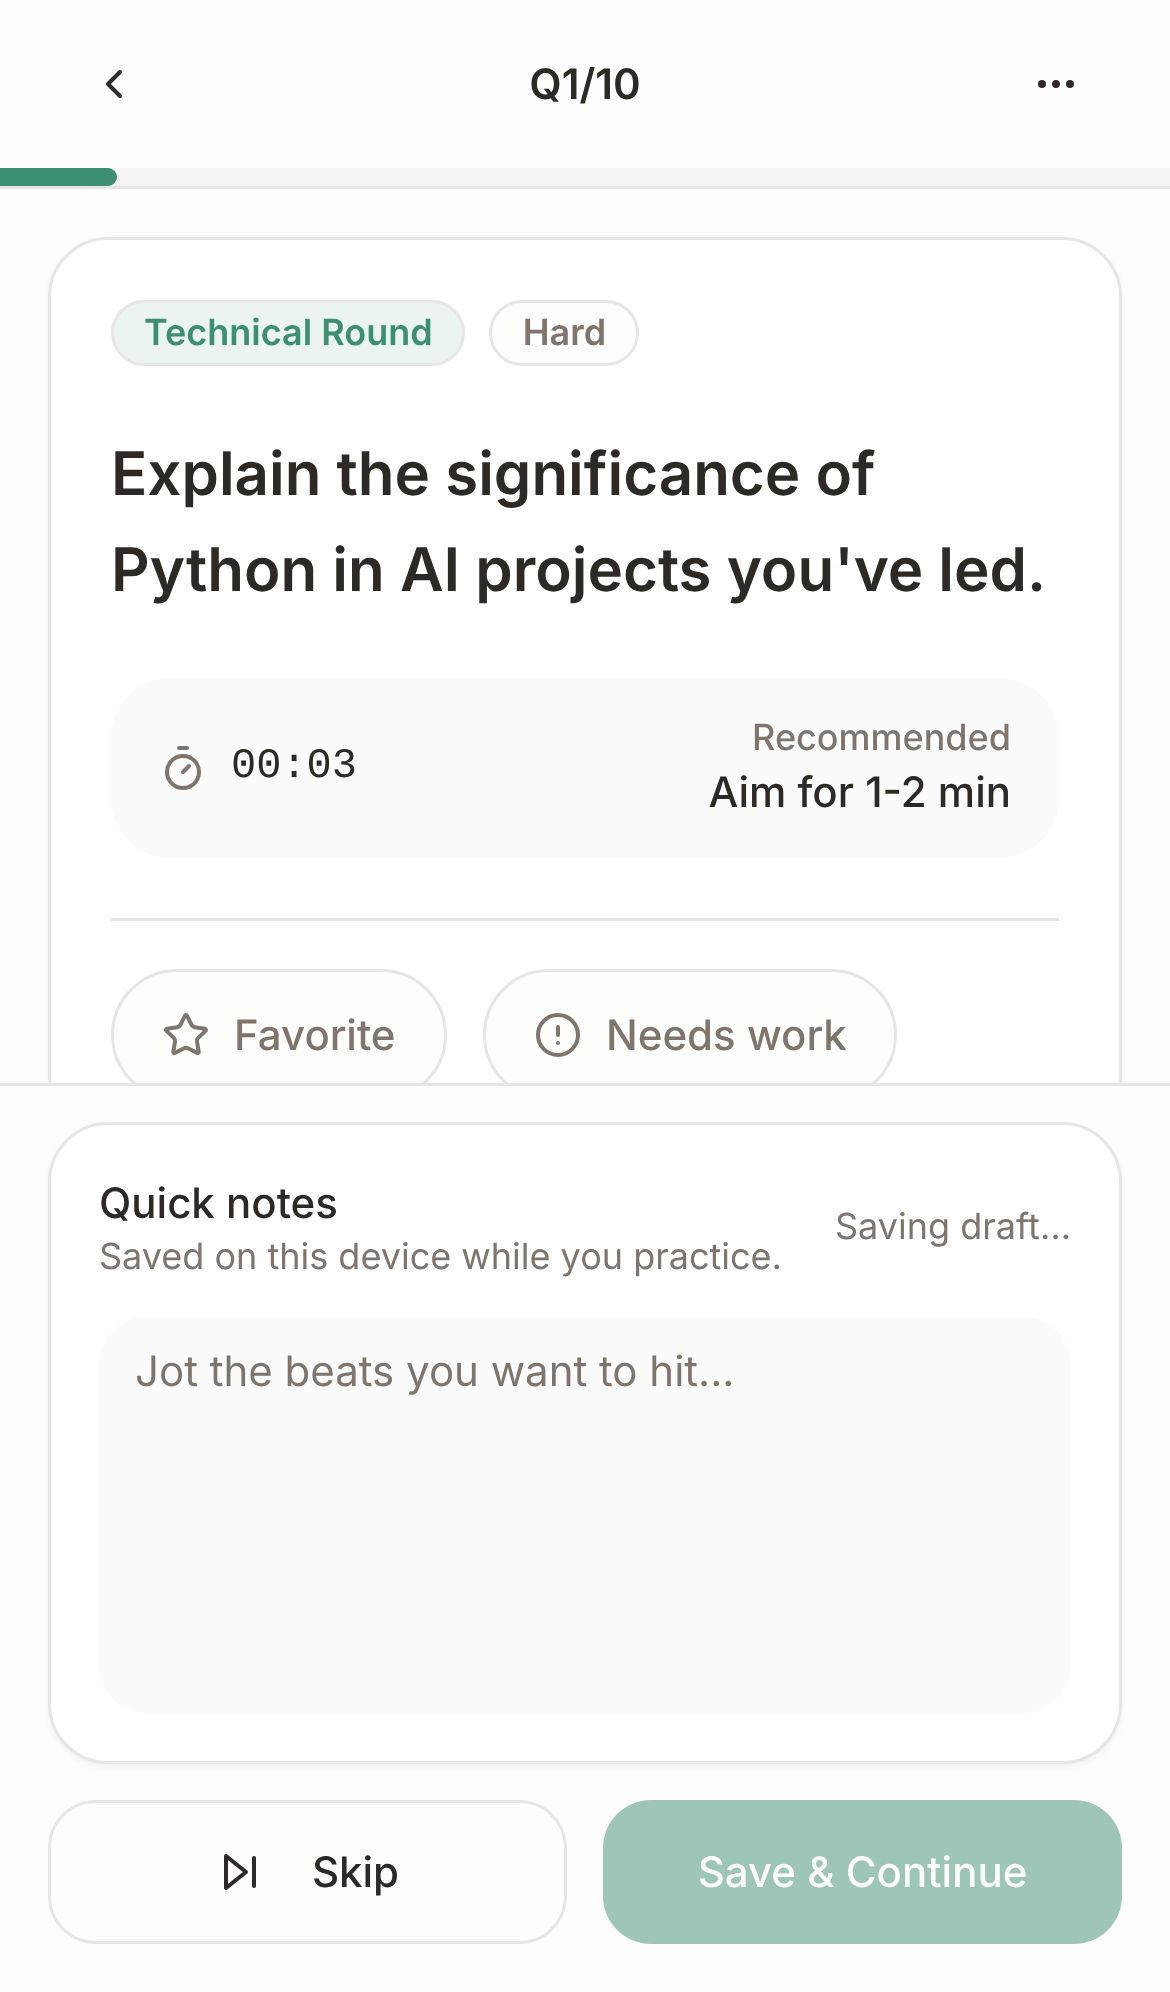 Q1/10
Technical Round
Hard
Explain the significance of
Python in AI projects you've led.
00:03
Recommended
Aim for 1-2 min
Favorite
Needs work
Quick notes
Saved on this device while you practice.
Saving draft...
Jot the beats you want to hit...
Skip
Save & Continue